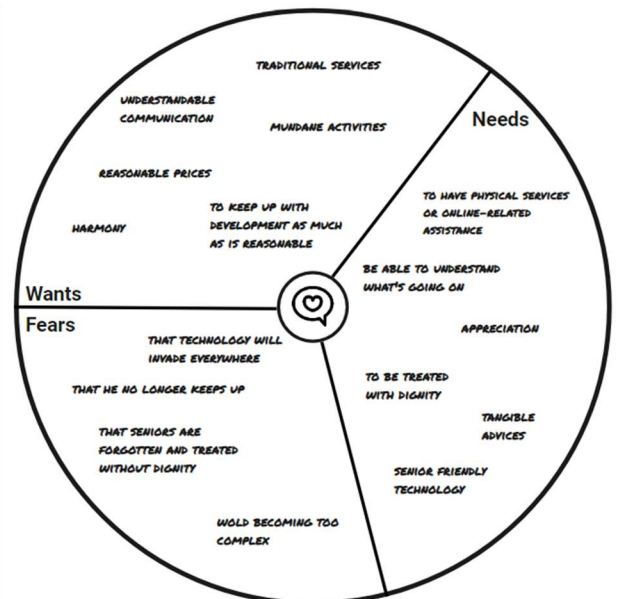 TRADITIONAL SERVICES
UNDERSTANDABLE
COMMUNICATION
MUNDANE ACTIVITIES
REASONABLE PRICES
TO KEEP UP WITH
DEVELOPMENT AS MUCH
AS IS REASONABLE
HARMONY
Wants
Needs
TO HAVE PHYSICAL SERVICES
OR ONLINE-RELATED
ASSISTANCE
BE ABLE TO UNDERSTAND
WHAT'S GOING ON
APPRECIATION
TO BE TREATED
WITH DIGNITY
TANGIBLE
ADVICES
SENIOR FRIENDLY
TECHNOLOGY
Fears
THAT TECHNOLOGY WILL
INVADE EVERYWHERE
THAT HE NO LONGER KEEPS UP
THAT SENIORS ARE
FORGOTTEN AND TREATED
WITHOUT DIGNITY
WOLD BECOMING TOO
COMPLEX